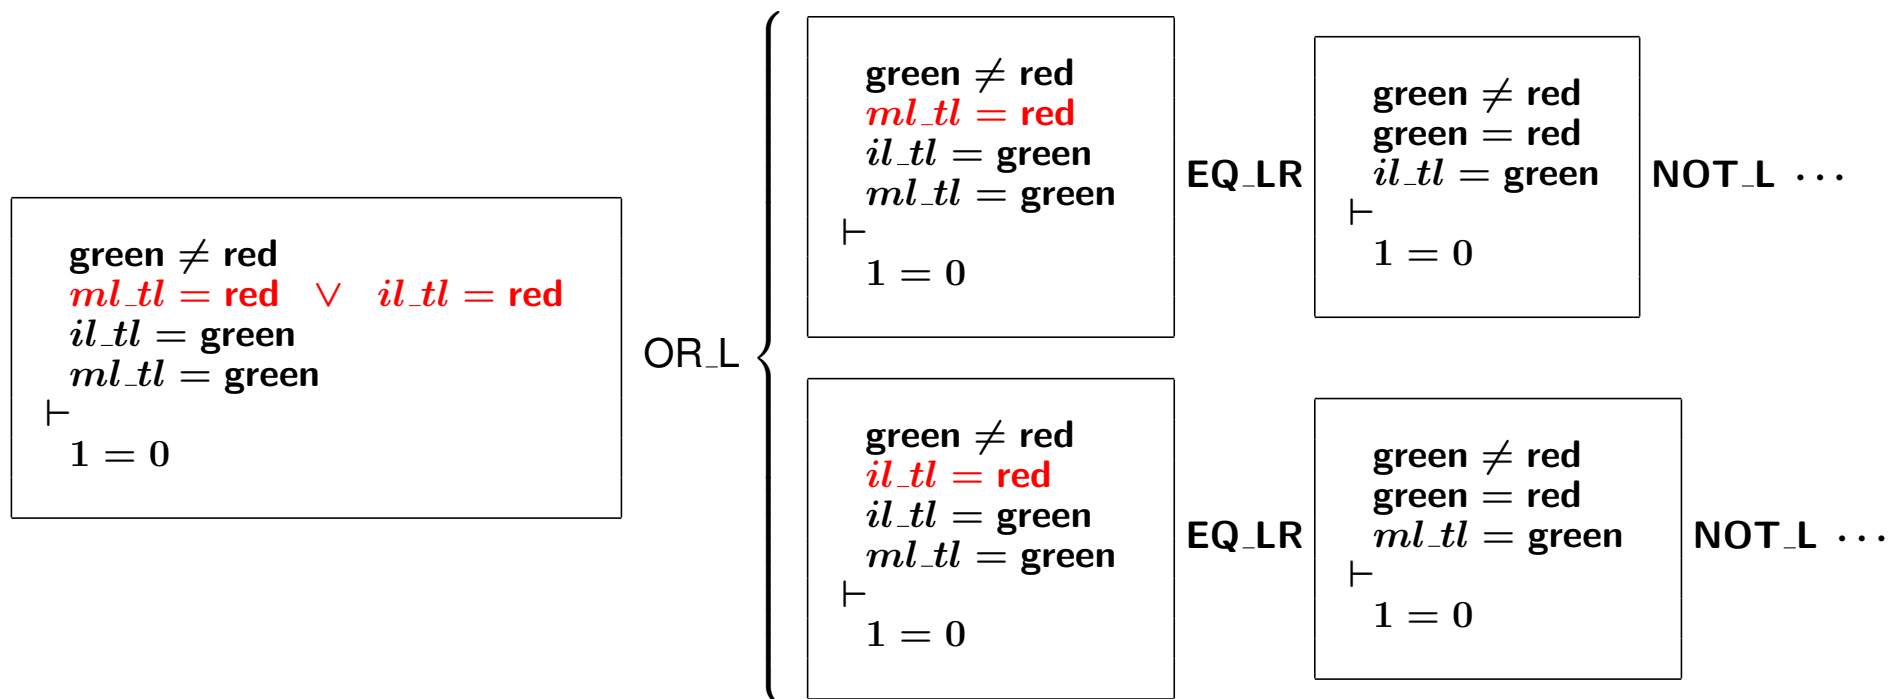 green ≠ red
ml_tl = red ∨ il_tl = red
il_tl = green
ml_tl = green
⊢
1 = 0
OR_L
green ≠ red
ml_tl = red
il_tl = green
ml_tl = green
⊢
1 = 0
EQ_LR
green ≠ red
green = red
il_tl = green
⊢
1 = 0
NOT_L ···
green ≠ red
il_tl = red
il_tl = green
ml_tl = green
⊢
1 = 0
EQ_LR
green ≠ red
green = red
ml_tl = green
⊢
1 = 0
NOT_L ···